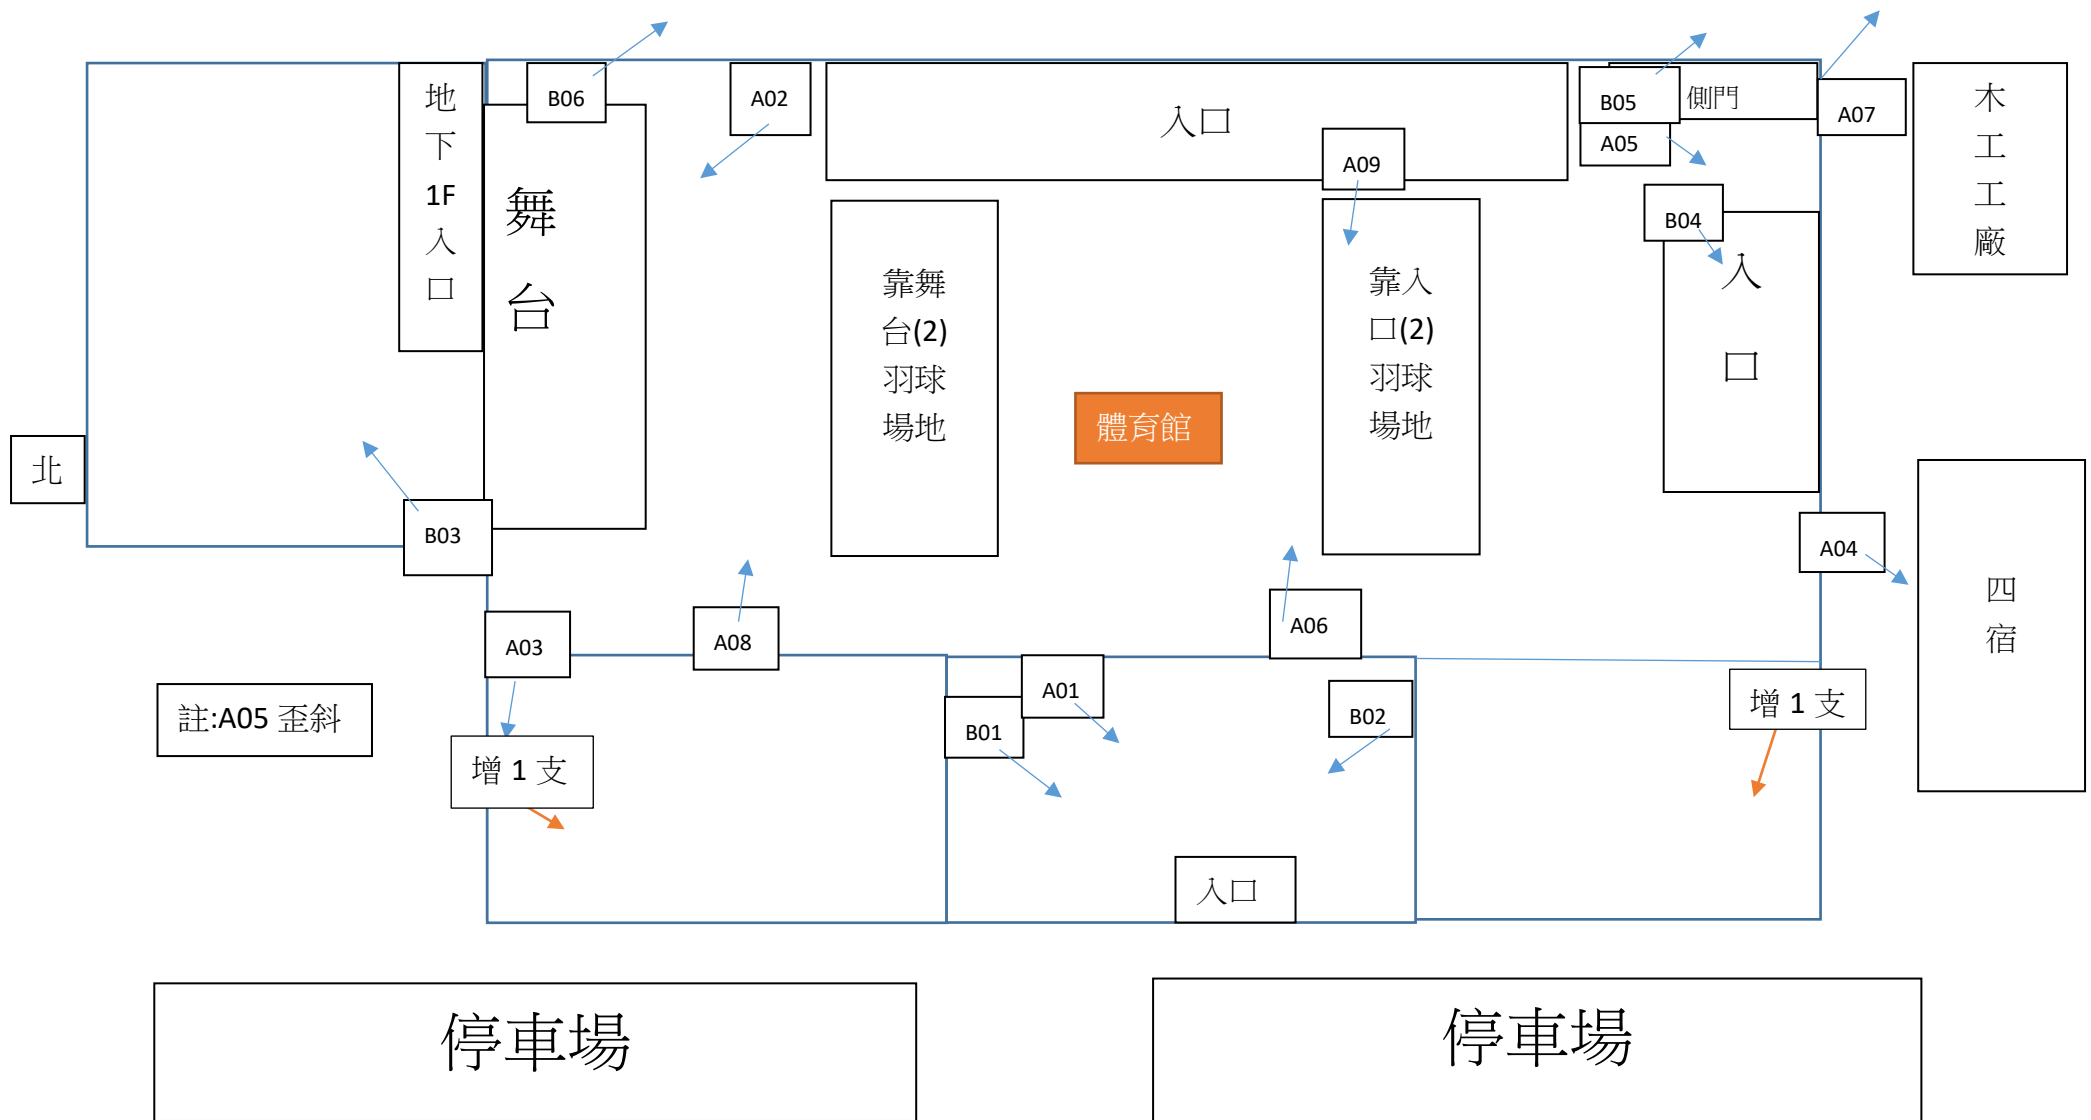 B06
A02
入口
B05
側門
A07
A05
A09
地
下
1F
入
口
舞
台
木
工
工
廠
B04
入
口
靠舞
台(2)
羽球
場地
靠入
口(2)
羽球
場地
體育館
北
B03
A04
四
宿
A03
A08
A06
A01
B01
B02
註:A05 歪斜
增 1 支
增 1 支
入口
停車場
停車場